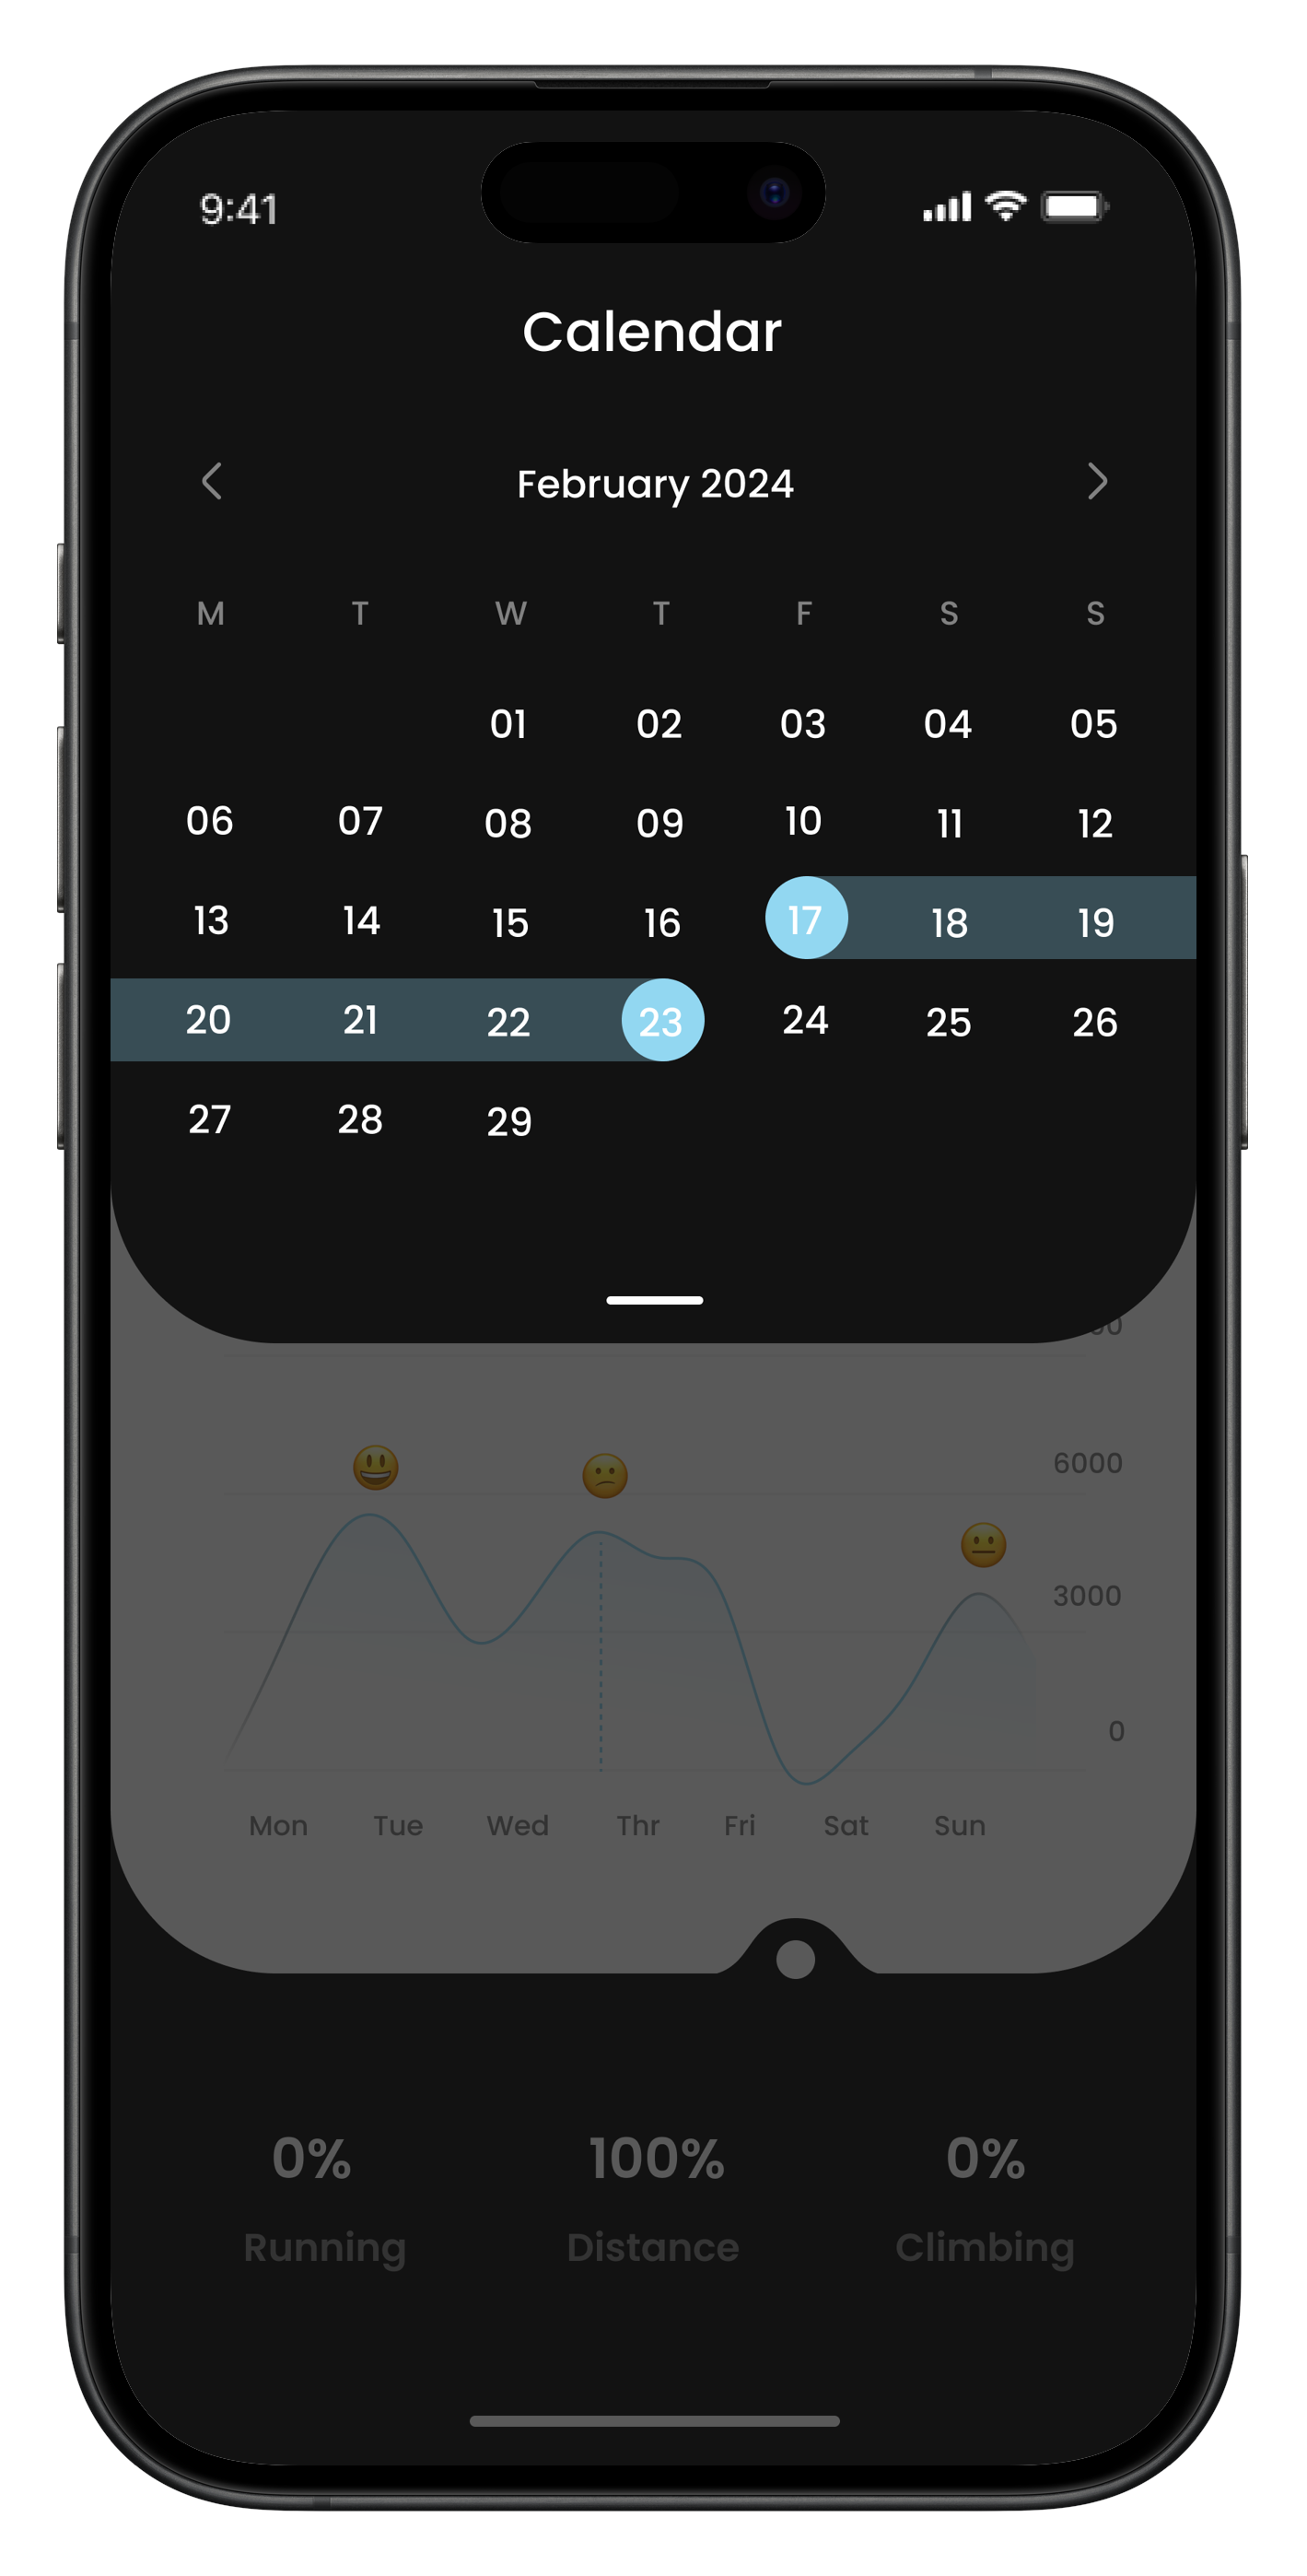 9:41
Calendar
February 2024
M T W T F S S
01 02 03 04 05
06 07 08 09 10 11 12
13 14 15 16 17 18 19
20 21 22 23 24 25 26
27 28 29
6000
3000
0
Mon Tue Wed Thr Fri Sat Sun
0% 100% 0%
Running Distance Climbing